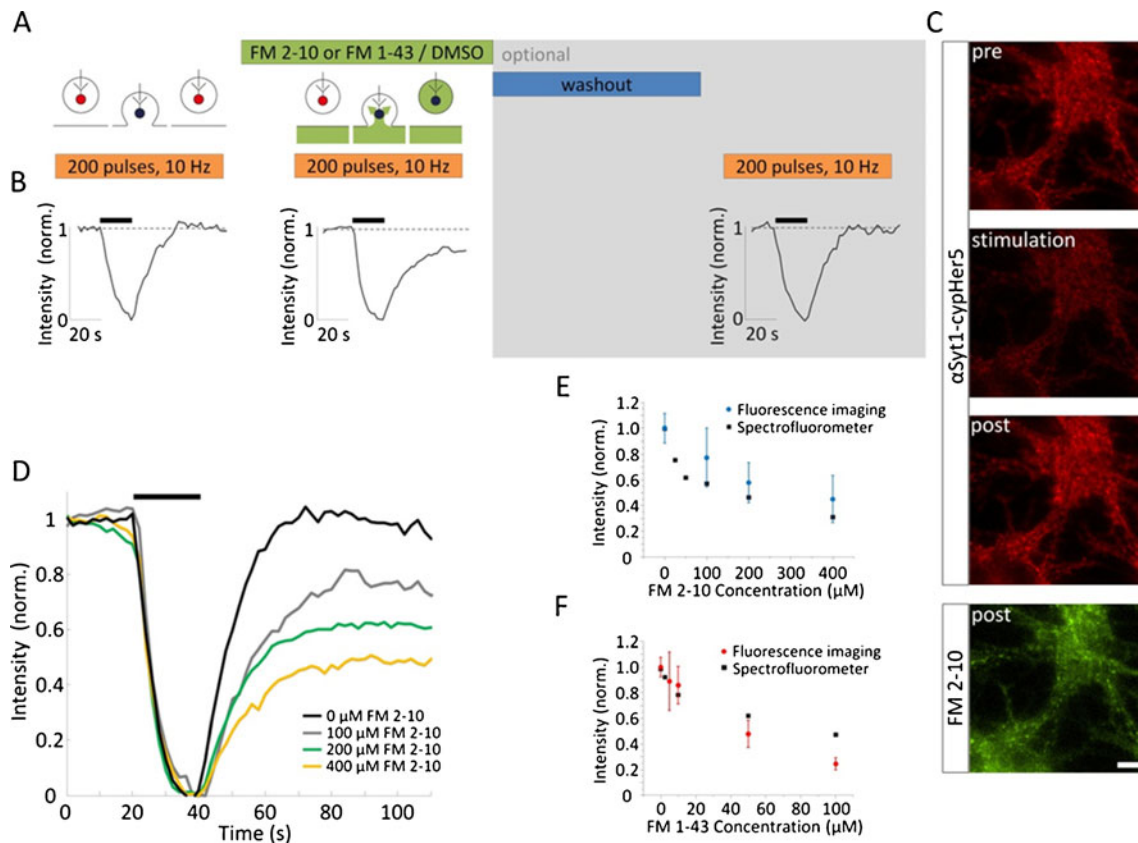 A
FM 2-10 or FM 1-43 / DMSO
optional
washout
200 pulses, 10 Hz
200 pulses, 10 Hz
200 pulses, 10 Hz
B
Intensity (norm.)
1
0
20 s
Intensity (norm.)
1
0
20 s
Intensity (norm.)
1
0
20 s
C
αSyt1-cypHer5
pre
stimulation
post
FM 2-10
post
D
Intensity (norm.)
1
0.8
0.6
0.4
0.2
0
0 20 40 60 80 100
Time (s)
0 µM FM 2-10
100 µM FM 2-10
200 µM FM 2-10
400 µM FM 2-10
E
Intensity (norm.)
1.2
1.0
0.8
0.6
0.4
0.2
0
0 100 200 300 400
FM 2-10 Concentration (µM)
Fluorescence imaging
Spectrofluorometer
F
Intensity (norm.)
1.2
1.0
0.8
0.6
0.4
0.2
0
0 20 40 60 80 100
FM 1-43 Concentration (µM)
Fluorescence imaging
Spectrofluorometer